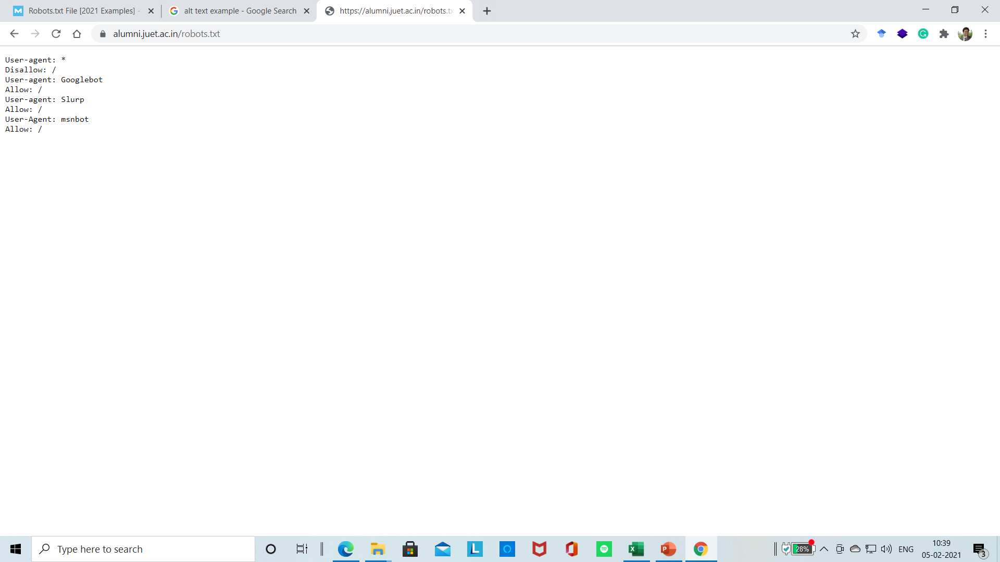 Robots.txt File [2021 Examples] -
alt text example - Google Search
https://alumni.juet.ac.in/robots.tx
alumni.juet.ac.in/robots.txt
User-agent: *
Disallow: /
User-agent: Googlebot
Allow: /
User-agent: Slurp
Allow: /
User-Agent: msnbot
Allow: /
Type here to search
28%
ENG
10:39
05-02-2021
3